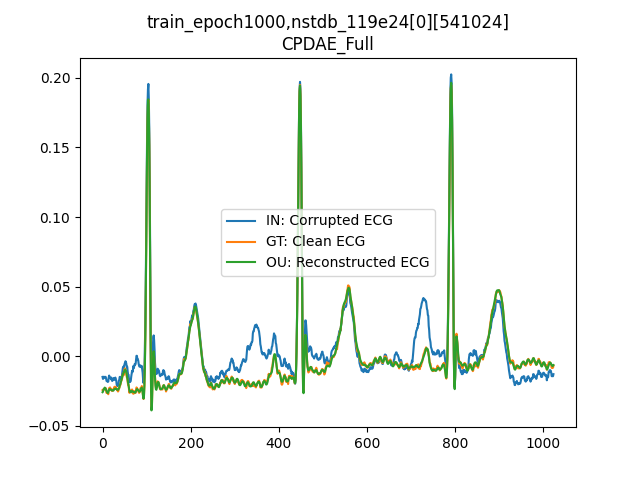 train_epoch1000,nstdb_119e24[0][541024]
CPDAE_Full
0.20
0.15
0.10
0.05
0.00
−0.05
IN: Corrupted ECG
GT: Clean ECG
OU: Reconstructed ECG
0 200 400 600 800 1000